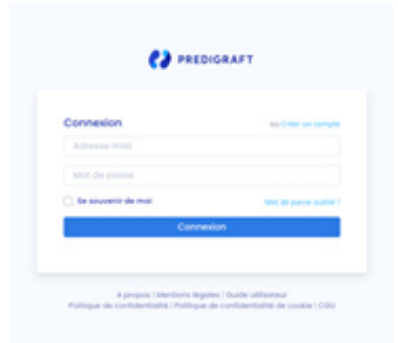 PREDIGRAFT
Connexion
ou Créer un compte
Adresse mail
Mot de passe
Se souvenir de moi
Mot de passe oublié ?
Connexion
A propos | Mentions légales | Guide utilisateur
Politique de confidentialité | Politique de confidentialité de cookie | CGU